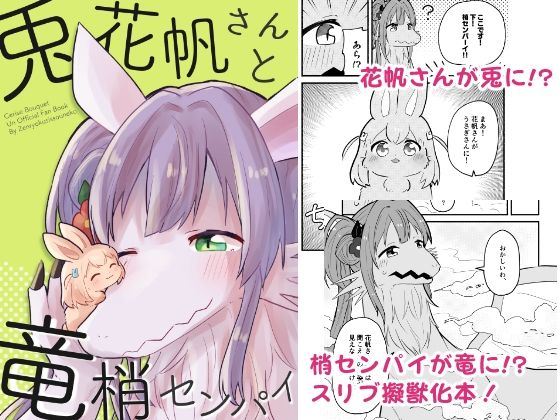 兎花帆さんと
Cerise Bouquet
Un Official Fan Book
By Zenryokutiisouneko
竜梢センパイ
ここです!
下!
梢センパーイ!!
?
あら!?
花帆さんが兎に!?
まあ!
花帆さんが
うさぎさんに!
おかしいわ、
梢センパイが竜に!?
スリブ擬獣化本!